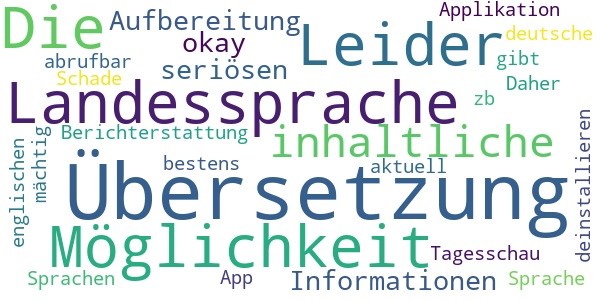 Die
Aufbereitung
Leider
Applikation
deutsche
okay
abrufbar
seriösen
gibt
Schade
Daher
Landessprache
zb
Berichterstattung
inhaltliche
englischen
mächtig
bestens
aktuell
deinstallieren
Übersetzung
Möglichkeit
Tagesschau
Sprachen
App
Informationen
Sprache